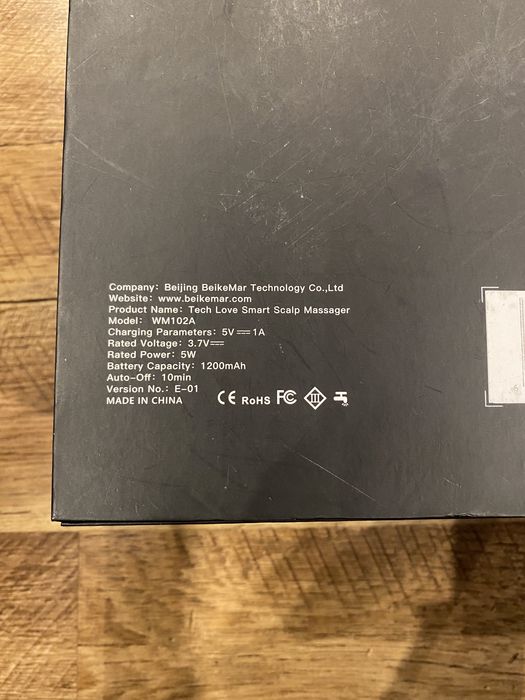 Company: Beijing BeikeMar Technology Co.,Ltd
Website: www.beikemar.com
Product Name: Tech Love Smart Scalp Massager
Model: WM102A
Charging Parameters: 5V⎓1A
Rated Voltage: 3.7V⎓
Rated Power: 5W
Battery Capacity: 1200mAh
Auto-Off: 10min
Version No.: E-01
MADE IN CHINA CE RoHS FC III